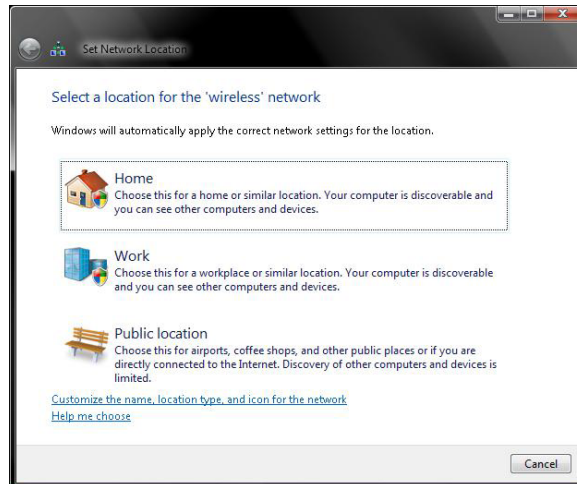 Set Network Location
Select a location for the 'wireless' network
Windows will automatically apply the correct network settings for the location.
Home
Choose this for a home or similar location. Your computer is discoverable and
you can see other computers and devices.
Work
Choose this for a workplace or similar location. Your computer is discoverable
and you can see other computers and devices.
Public location
Choose this for airports, coffee shops, and other public places or if you are
directly connected to the Internet. Discovery of other computers and devices is
limited.
Customize the name, location type, and icon for the network
Help me choose
Cancel